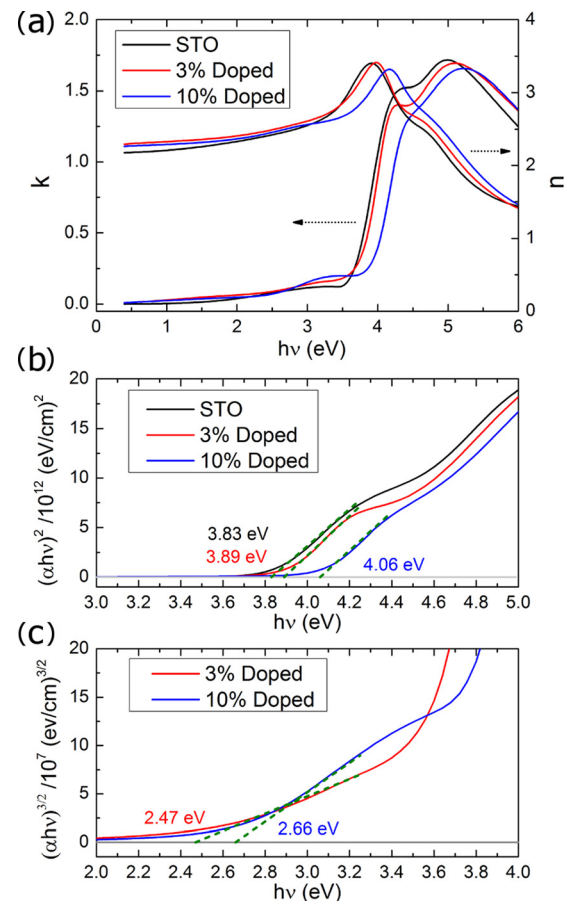 (a)
STO
3% Doped
10% Doped
k
2.0
1.5
1.0
0.5
0.0
n
4
3
2
1
0
0 1 2 3 4 5 6
hν (eV)
(b)
STO
3% Doped
10% Doped
(αhν)² /10¹² (eV/cm)²
20
15
10
5
0
3.83 eV
3.89 eV
4.06 eV
3.0 3.2 3.4 3.6 3.8 4.0 4.2 4.4 4.6 4.8 5.0
hν (eV)
(c)
3% Doped
10% Doped
(αhν)³ᐟ² /10⁷ (ev/cm)³ᐟ²
20
15
10
5
0
2.47 eV
2.66 eV
2.0 2.2 2.4 2.6 2.8 3.0 3.2 3.4 3.6 3.8 4.0
hν (eV)